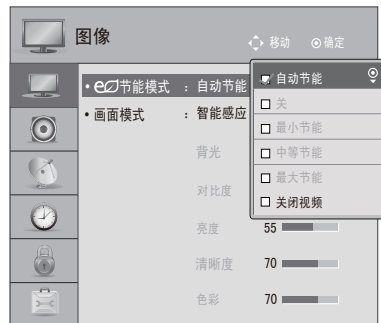 图像
移动 ⊙确定
• e节能模式 : 自动节能
• 画面模式 : 智能感应
背光
对比度
亮度 55
清晰度 70
色彩 70
自动节能
关
最小节能
中等节能
最大节能
关闭视频